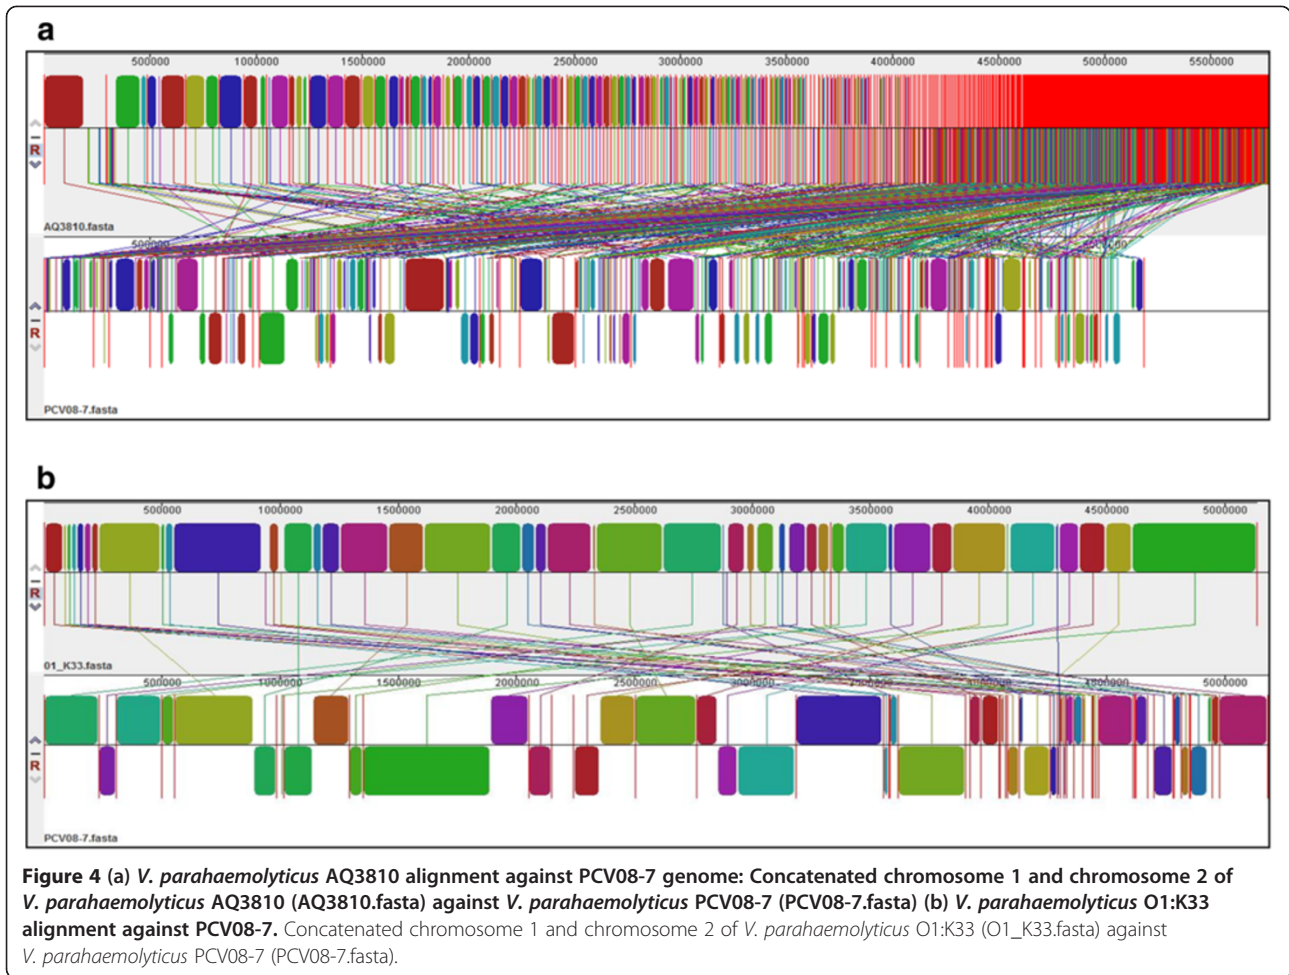 a
500000 1000000 1500000 2000000 2500000 3000000 3500000 4000000 4500000 5000000 5500000
R
AQ3810.fasta
500000
R
PCV08-7.fasta
b
500000 1000000 1500000 2000000 2500000 3000000 3500000 4000000 4500000 5000000
R
01_K33.fasta
500000 1000000 1500000 2000000 2500000 5000000
R
PCV08-7.fasta
Figure 4 (a) V. parahaemolyticus AQ3810 alignment against PCV08-7 genome: Concatenated chromosome 1 and chromosome 2 of
V. parahaemolyticus AQ3810 (AQ3810.fasta) against V. parahaemolyticus PCV08-7 (PCV08-7.fasta) (b) V. parahaemolyticus O1:K33
alignment against PCV08-7. Concatenated chromosome 1 and chromosome 2 of V. parahaemolyticus O1:K33 (O1_K33.fasta) against
V. parahaemolyticus PCV08-7 (PCV08-7.fasta).